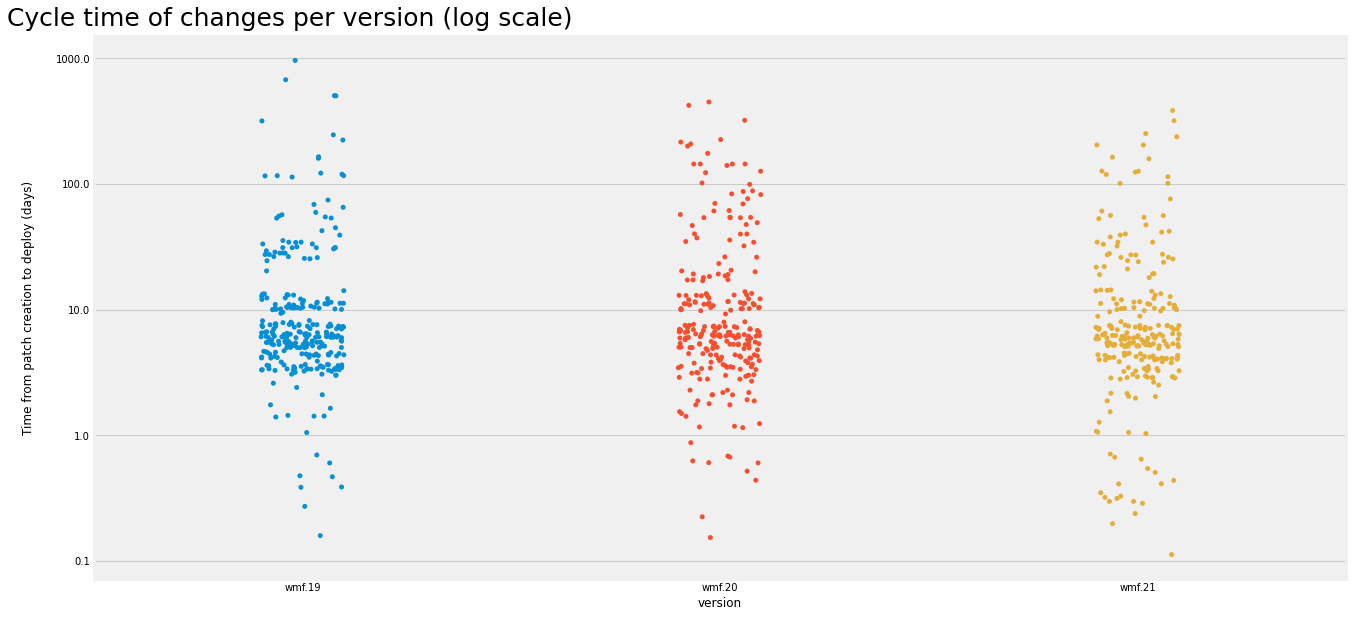 Cycle time of changes per version (log scale)
1000.0
100.0
10.0
1.0
0.1
Time from patch creation to deploy (days)
wmf.19
wmf.20
wmf.21
version